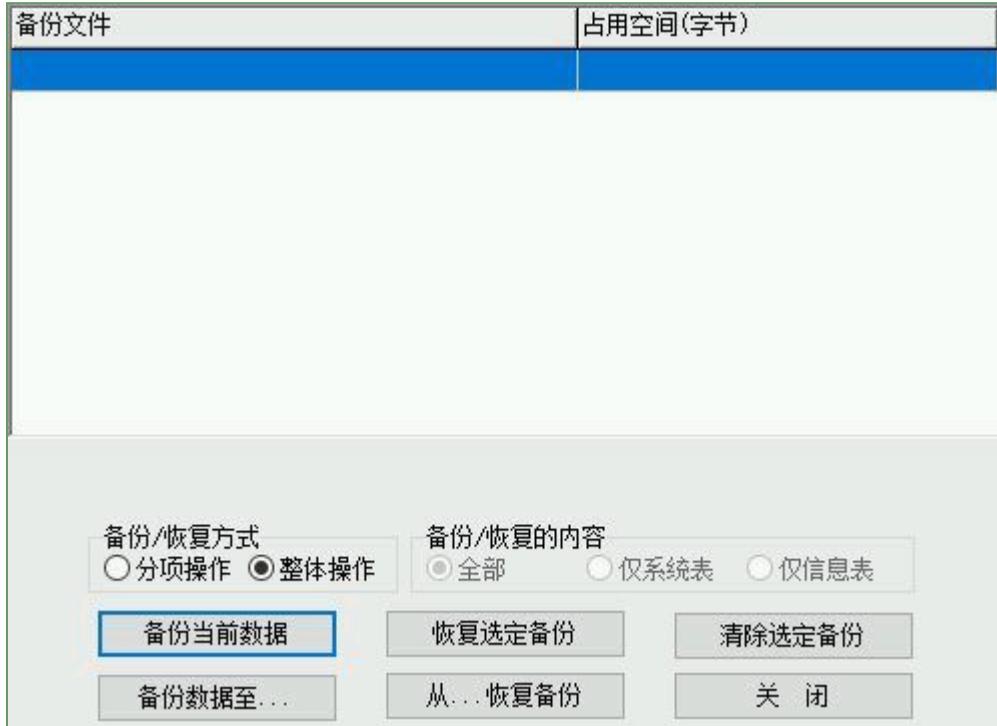 备份文件 占用空间(字节)
备份/恢复方式 备份/恢复的内容
分项操作 整体操作 全部 仅系统表 仅信息表
备份当前数据 恢复选定备份 清除选定备份
备份数据至... 从...恢复备份 关 闭